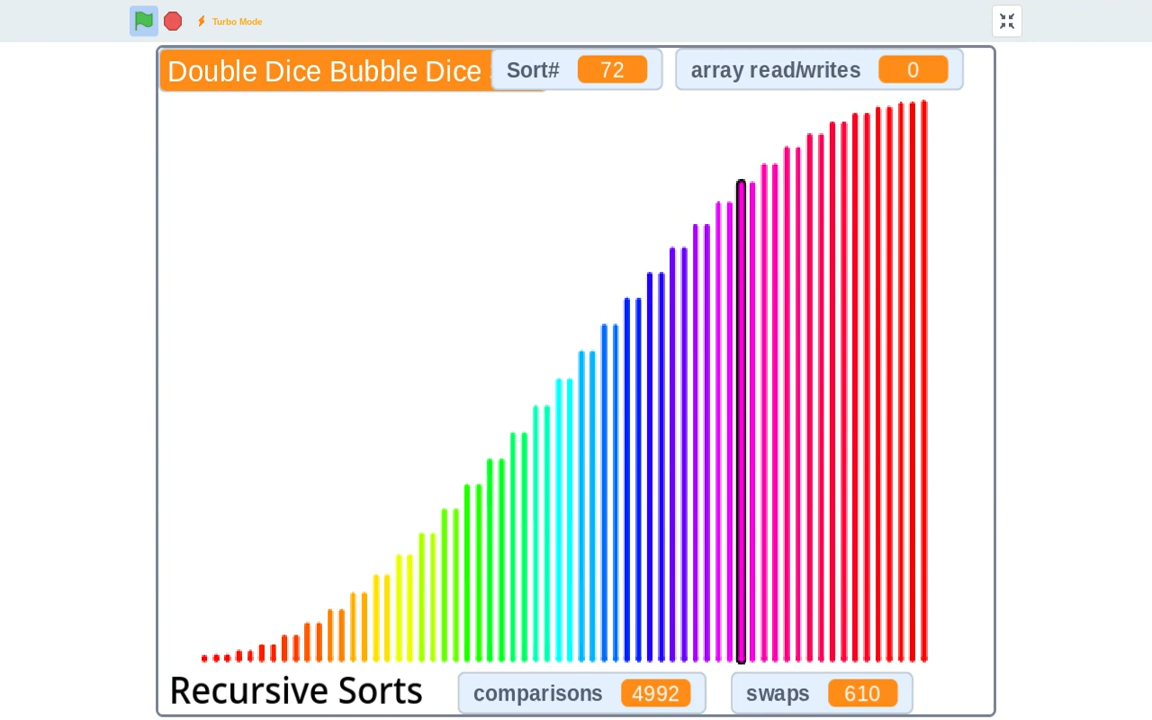 Turbo Mode
Double Dice Bubble Dice
Sort# 72
array read/writes 0
Recursive Sorts
comparisons 4992
swaps 610